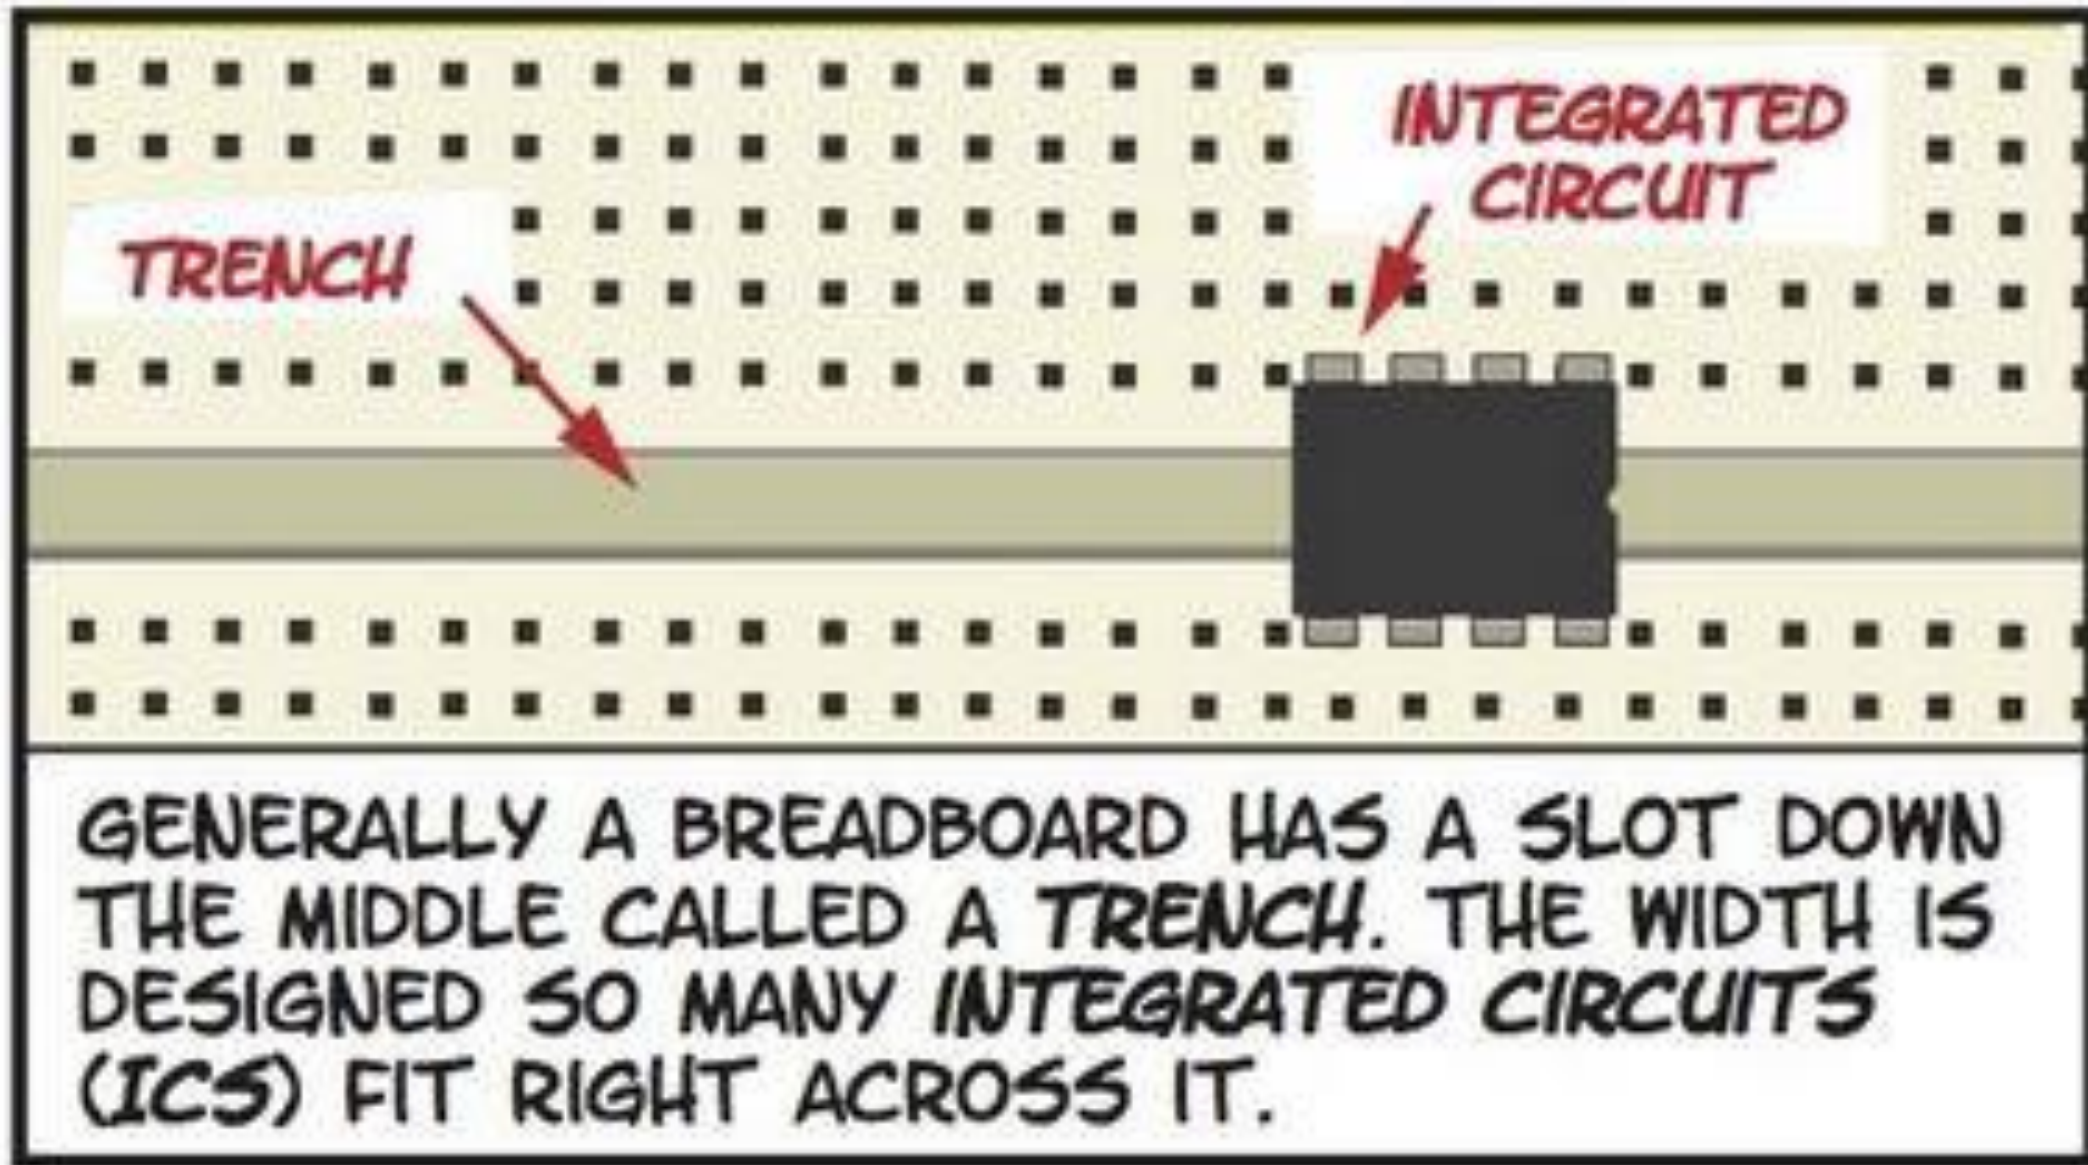 INTEGRATED
CIRCUIT
TRENCH
GENERALLY A BREADBOARD HAS A SLOT DOWN
THE MIDDLE CALLED A TRENCH. THE WIDTH IS
DESIGNED SO MANY INTEGRATED CIRCUITS
(ICS) FIT RIGHT ACROSS IT.